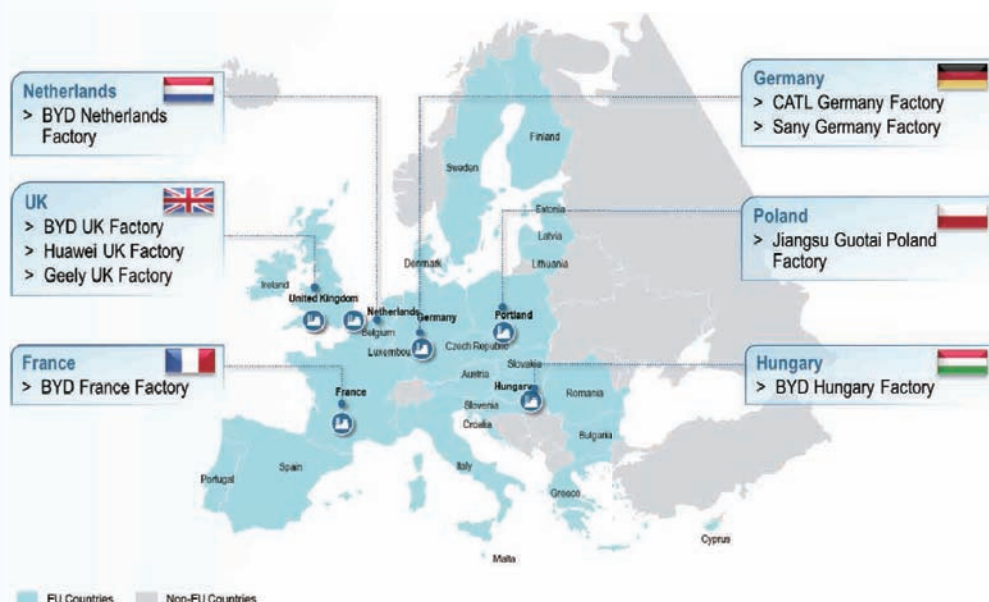 Netherlands
> BYD Netherlands
Factory
UK
> BYD UK Factory
> Huawei UK Factory
> Geely UK Factory
France
> BYD France Factory
Germany
> CATL Germany Factory
> Sany Germany Factory
Poland
> Jiangsu Guotai Poland
Factory
Hungary
> BYD Hungary Factory
Finland
Sweden
Estonia
Latvia
Lithuania
Denmark
Ireland
United Kingdom
Netherlands
Germany
Portland
Belgium
Luxembou
Czech Republic
Slovakia
Austria
Hungary
France
Slovenia
Romania
Croatia
Bulgaria
Italy
Spain
Portugal
Greece
Cyprus
Malta
EU Countries
Non-EU Countries